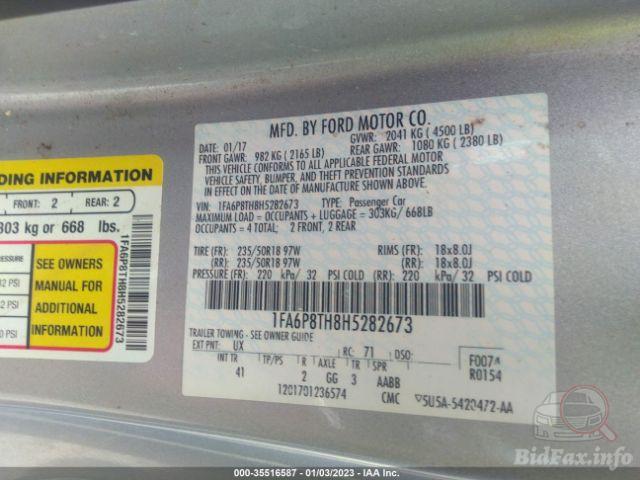 DING INFORMATION
FRONT: 2 REAR: 2
303 kg or 668 lbs.
PRESSURE
PSI
PSI
PSI
SEE OWNERS
MANUAL FOR
ADDITIONAL
INFORMATION
1FA6P8TH8H5282673
MFD. BY FORD MOTOR CO.
DATE: 01/17 GVWR: 2041 KG ( 4500 LB)
FRONT GAWR: 982 KG ( 2165 LB) REAR GAWR: 1080 KG ( 2380 LB)
THIS VEHICLE CONFORMS TO ALL APPLICABLE FEDERAL MOTOR
VEHICLE SAFETY, BUMPER, AND THEFT PREVENTION STANDARDS
IN EFFECT ON THE DATE OF MANUFACTURE SHOWN ABOVE.
VIN: 1FA6P8TH8H5282673 TYPE: Passenger Car
MAXIMUM LOAD = OCCUPANTS + LUGGAGE = 303KG/ 668LB
OCCUPANTS = 4 TOTAL: 2 FRONT, 2 REAR
TIRE (FR): 235/50R18 97W RIMS (FR): 18x8.0J
(RR): 235/50R18 97W (RR): 18x8.0J
PRESSURE (FR): 220 kPa/ 32 PSI COLD (RR): 220 kPa/ 32 PSI COLD
1FA6P8TH8H5282673
TRAILER TOWING - SEE OWNER GUIDE
EXT PNT: UX RC: 71 DSO: F007
R0154
INT TR TP/PS R AXLE TR SPR
41 2 GG 3 AABB
1201701236574 CMC 5U5A-5420472-AA
BidFax.info
000-35516587 - 01/03/2023 - IAA Inc.